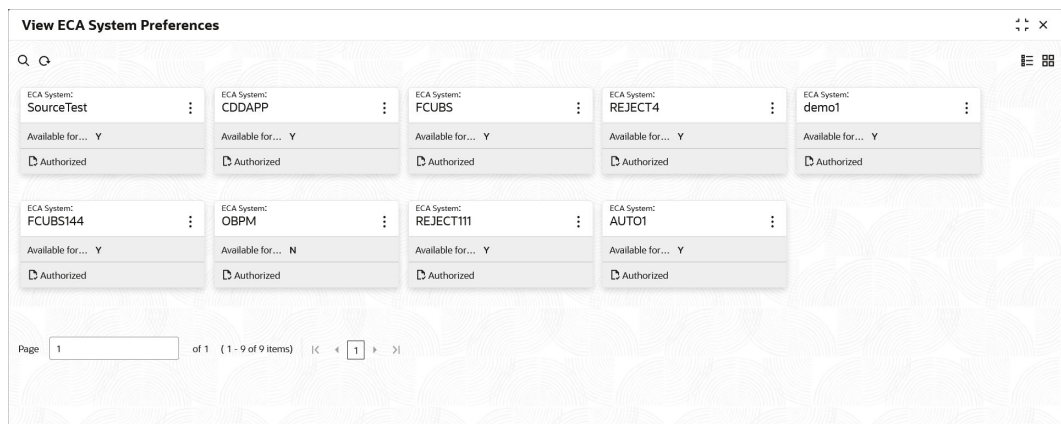 View ECA System Preferences
ECA System:
SourceTest
Available for... Y
Authorized
ECA System:
CDDAPP
Available for... Y
Authorized
ECA System:
FCUBS
Available for... Y
Authorized
ECA System:
REJECT4
Available for... Y
Authorized
ECA System:
demo1
Available for... Y
Authorized
ECA System:
FCUBS144
Available for... Y
Authorized
ECA System:
OBPM
Available for... N
Authorized
ECA System:
REJECT111
Available for... Y
Authorized
ECA System:
AUTO1
Available for... Y
Authorized
Page 1 of 1 ( 1 - 9 of 9 items) 1